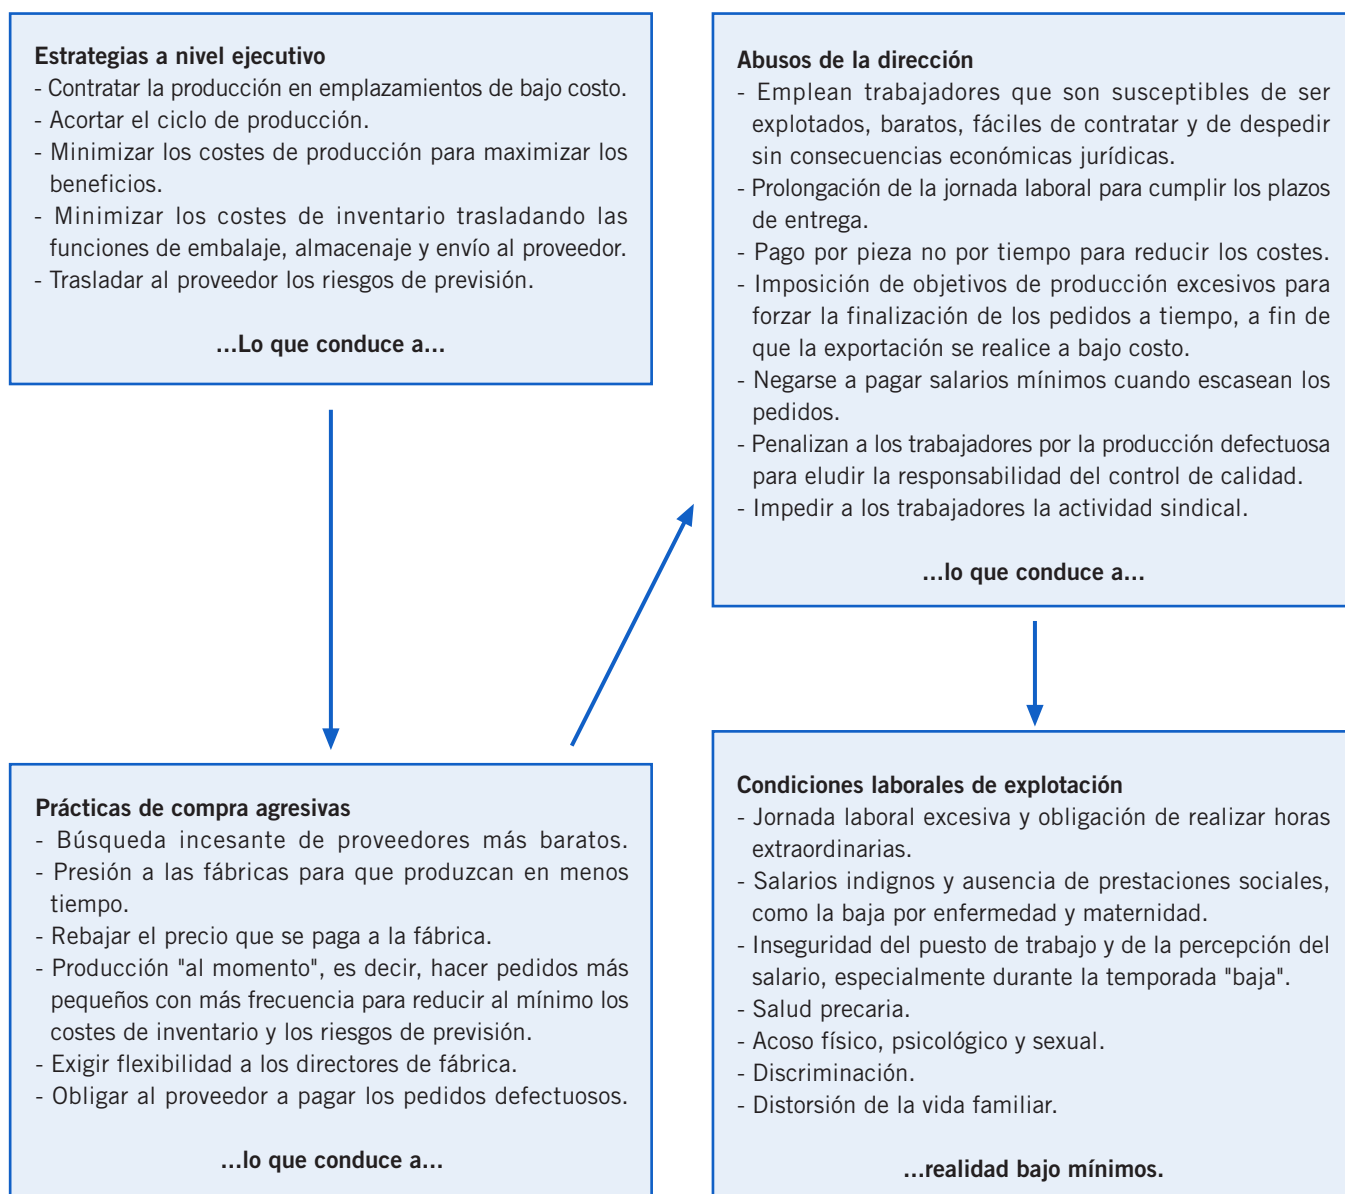 Estrategias a nivel ejecutivo
- Contratar la producción en emplazamientos de bajo costo.
- Acortar el ciclo de producción.
- Minimizar los costes de producción para maximizar los
beneficios.
- Minimizar los costes de inventario trasladando las
funciones de embalaje, almacenaje y envío al proveedor.
- Trasladar al proveedor los riesgos de previsión.
...Lo que conduce a...
Prácticas de compra agresivas
- Búsqueda incesante de proveedores más baratos.
- Presión a las fábricas para que produzcan en menos
tiempo.
- Rebajar el precio que se paga a la fábrica.
- Producción "al momento", es decir, hacer pedidos más
pequeños con más frecuencia para reducir al mínimo los
costes de inventario y los riesgos de previsión.
- Exigir flexibilidad a los directores de fábrica.
- Obligar al proveedor a pagar los pedidos defectuosos.
...lo que conduce a...
Abusos de la dirección
- Emplean trabajadores que son susceptibles de ser
explotados, baratos, fáciles de contratar y de despedir
sin consecuencias económicas jurídicas.
- Prolongación de la jornada laboral para cumplir los plazos
de entrega.
- Pago por pieza no por tiempo para reducir los costes.
- Imposición de objetivos de producción excesivos para
forzar la finalización de los pedidos a tiempo, a fin de
que la exportación se realice a bajo costo.
- Negarse a pagar salarios mínimos cuando escasean los
pedidos.
- Penalizan a los trabajadores por la producción defectuosa
para eludir la responsabilidad del control de calidad.
- Impedir a los trabajadores la actividad sindical.
...lo que conduce a...
Condiciones laborales de explotación
- Jornada laboral excesiva y obligación de realizar horas
extraordinarias.
- Salarios indignos y ausencia de prestaciones sociales,
como la baja por enfermedad y maternidad.
- Inseguridad del puesto de trabajo y de la percepción del
salario, especialmente durante la temporada "baja".
- Salud precaria.
- Acoso físico, psicológico y sexual.
- Discriminación.
- Distorsión de la vida familiar.
...realidad bajo mínimos.